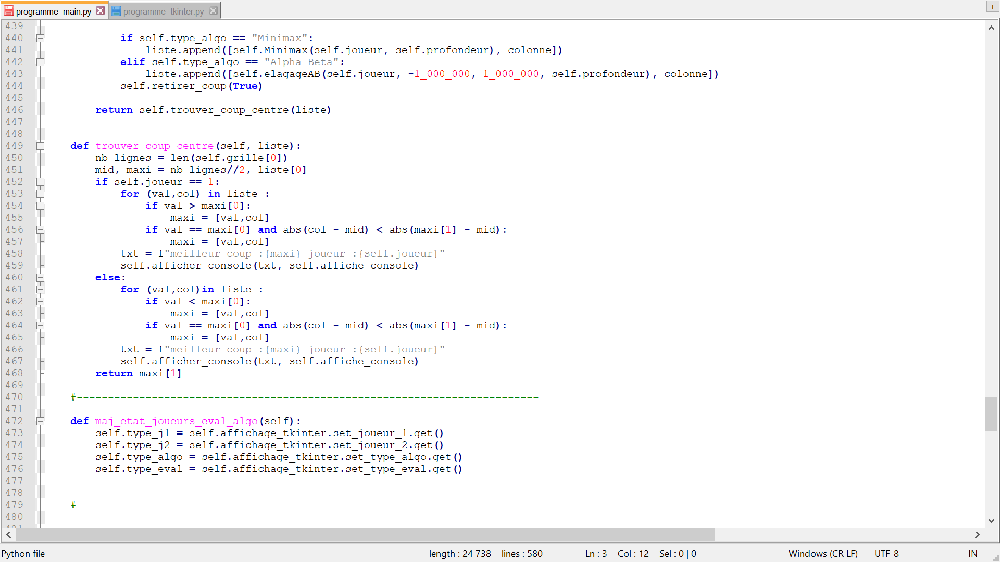 programme_main.py programme_tkinter.py +
439
440 if self.type_algo == "Minimax":
441 liste.append([self.Minimax(self.joueur, self.profondeur), colonne])
442 elif self.type_algo == "Alpha-Beta":
443 liste.append([self.elagageAB(self.joueur, -1_000_000, 1_000_000, self.profondeur), colonne])
444 self.retirer_coup(True)
445
446 return self.trouver_coup_centre(liste)
447
448
449 def trouver_coup_centre(self, liste):
450 nb_lignes = len(self.grille[0])
451 mid, maxi = nb_lignes//2, liste[0]
452 if self.joueur == 1:
453 for (val,col) in liste :
454 if val > maxi[0]:
455 maxi = [val,col]
456 if val == maxi[0] and abs(col - mid) < abs(maxi[1] - mid):
457 maxi = [val,col]
458 txt = f"meilleur coup :{maxi} joueur :{self.joueur}"
459 self.afficher_console(txt, self.affiche_console)
460 else:
461 for (val,col)in liste :
462 if val < maxi[0]:
463 maxi = [val,col]
464 if val == maxi[0] and abs(col - mid) < abs(maxi[1] - mid):
465 maxi = [val,col]
466 txt = f"meilleur coup :{maxi} joueur :{self.joueur}"
467 self.afficher_console(txt, self.affiche_console)
468 return maxi[1]
469
470 #--------------------------------------------------------------------------
471
472 def maj_etat_joueurs_eval_algo(self):
473 self.type_j1 = self.affichage_tkinter.set_joueur_1.get()
474 self.type_j2 = self.affichage_tkinter.set_joueur_2.get()
475 self.type_algo = self.affichage_tkinter.set_type_algo.get()
476 self.type_eval = self.affichage_tkinter.set_type_eval.get()
477
478
479 #--------------------------------------------------------------------------
480
481
Python file length : 24 738 lines : 580 Ln : 3 Col : 12 Sel : 0 | 0 Windows (CR LF) UTF-8 IN